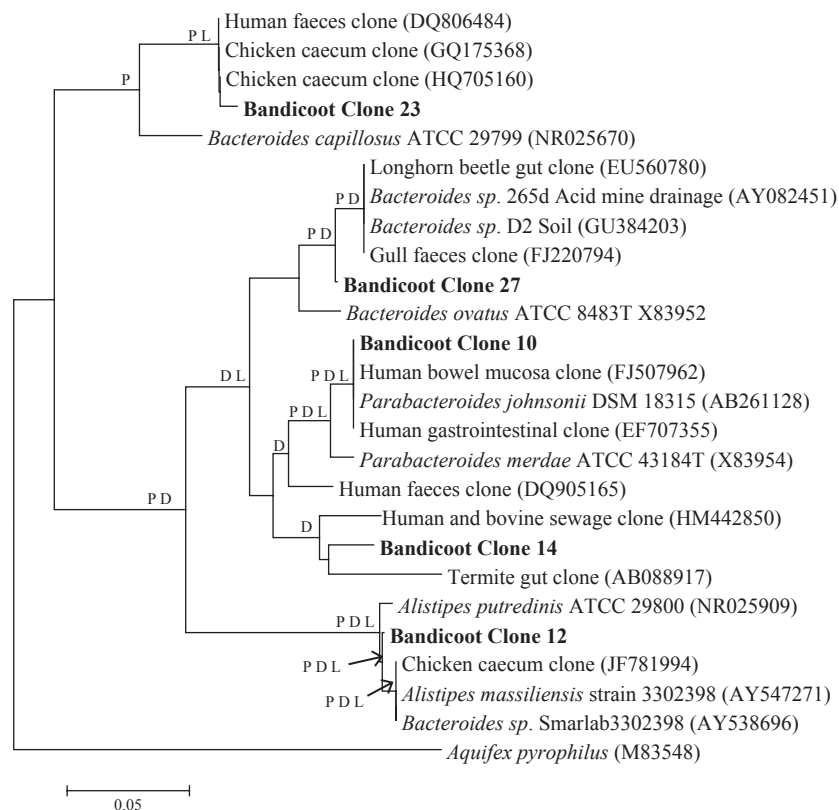 Human faeces clone (DQ806484)
P L
Chicken caecum clone (GQ175368)
Chicken caecum clone (HQ705160)
P
Bandicoot Clone 23
Bacteroides capillosus ATCC 29799 (NR025670)
Longhorn beetle gut clone (EU560780)
P D
Bacteroides sp. 265d Acid mine drainage (AY082451)
Bacteroides sp. D2 Soil (GU384203)
P D
Gull faeces clone (FJ220794)
Bandicoot Clone 27
Bacteroides ovatus ATCC 8483T X83952
Bandicoot Clone 10
Human bowel mucosa clone (FJ507962)
P D L
D L
Parabacteroides johnsonii DSM 18315 (AB261128)
P D L
Human gastrointestinal clone (EF707355)
D
Parabacteroides merdae ATCC 43184T (X83954)
Human faeces clone (DQ905165)
P D
Human and bovine sewage clone (HM442850)
D
Bandicoot Clone 14
Termite gut clone (AB088917)
Alistipes putredinis ATCC 29800 (NR025909)
P D L
Bandicoot Clone 12
P D L
Chicken caecum clone (JF781994)
P D L
Alistipes massiliensis strain 3302398 (AY547271)
Bacteroides sp. Smarlab3302398 (AY538696)
Aquifex pyrophilus (M83548)
0.05